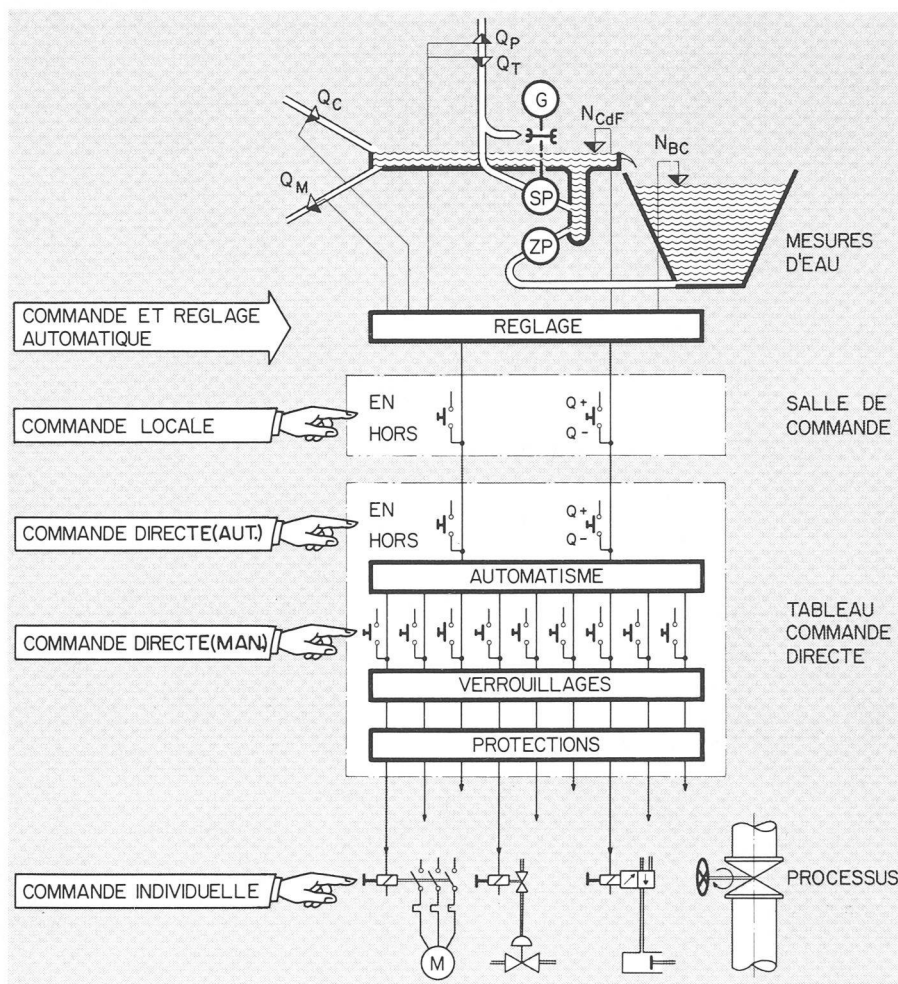 Q_P
Q_T
G
Q_C
N_CdF
N_BC
Q_M
SP
ZP
MESURES
D'EAU
COMMANDE ET REGLAGE
AUTOMATIQUE
REGLAGE
COMMANDE LOCALE
EN
HORS
Q+
Q-
SALLE DE
COMMANDE
COMMANDE DIRECTE(AUT.)
EN
HORS
Q+
Q-
AUTOMATISME
COMMANDE DIRECTE(MAN.)
TABLEAU
COMMANDE
DIRECTE
VERROUILLAGES
PROTECTIONS
COMMANDE INDIVIDUELLE
PROCESSUS
M